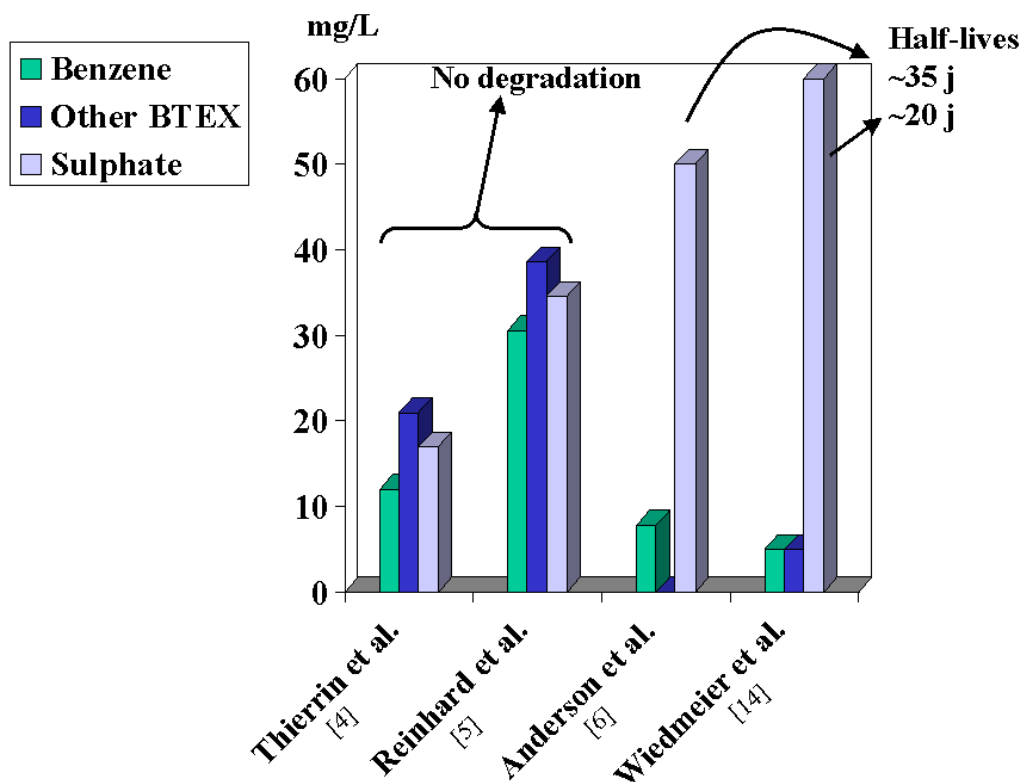 mg/L
Benzene
Other BTEX
Sulphate
No degradation
Half-lives
~35 j
~20 j
60
50
40
30
20
10
0
Thierrin et al.
[4]
Reinhard et al.
[5]
Anderson et al.
[6]
Wiedmeier et al.
[14]